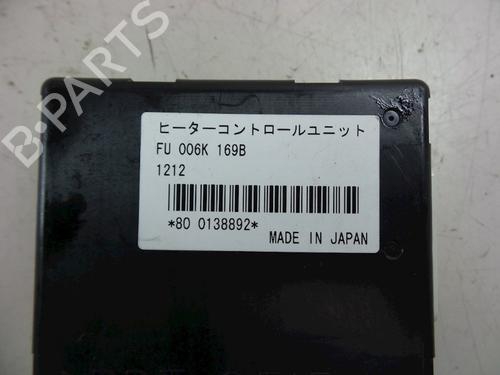 B-PARTS
ヒーターコントロールユニット
FU 006K 169B
1212
*80 0138892*
MADE IN JAPAN